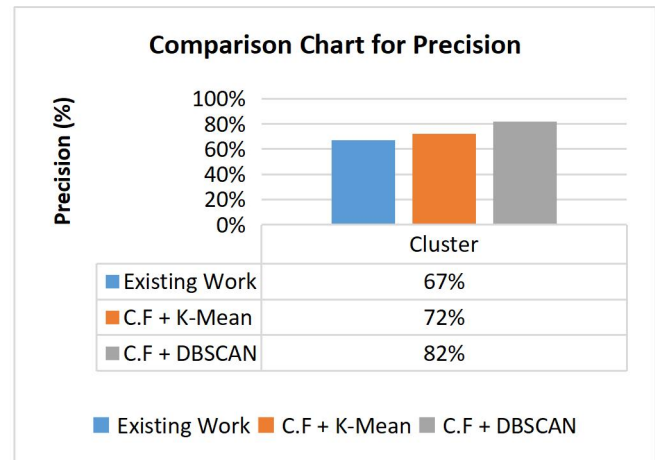 Comparison Chart for Precision
Precision (%)
100%
80%
60%
40%
20%
0%
Cluster
Existing Work 67%
C.F + K-Mean 72%
C.F + DBSCAN 82%
Existing Work C.F + K-Mean C.F + DBSCAN